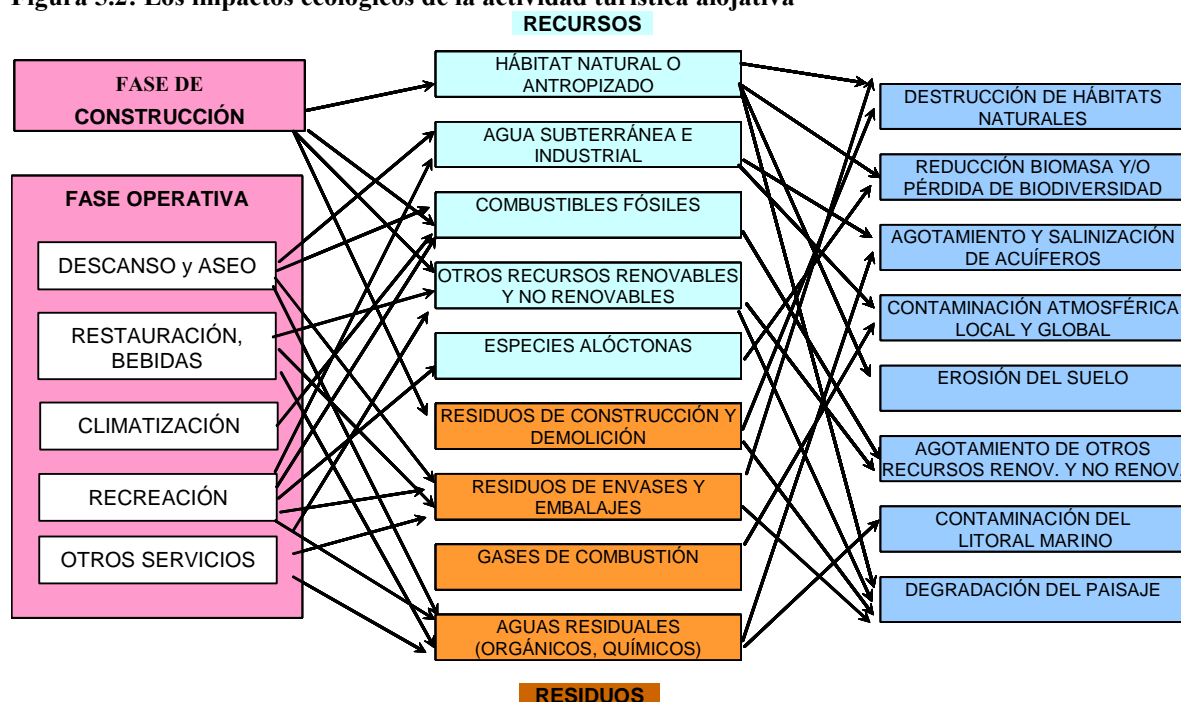 Figura 5.2: Los impactos ecológicos de la actividad turística alojativa
RECURSOS
FASE DE
CONSTRUCCIÓN
FASE OPERATIVA
DESCANSO y ASEO
RESTAURACIÓN,
BEBIDAS
CLIMATIZACIÓN
RECREACIÓN
OTROS SERVICIOS
HÁBITAT NATURAL O
ANTROPIZADO
AGUA SUBTERRÁNEA E
INDUSTRIAL
COMBUSTIBLES FÓSILES
OTROS RECURSOS RENOVABLES
Y NO RENOVABLES
ESPECIES ALÓCTONAS
RESIDUOS DE CONSTRUCCIÓN Y
DEMOLICIÓN
RESIDUOS DE ENVASES Y
EMBALAJES
GASES DE COMBUSTIÓN
AGUAS RESIDUALES
(ORGÁNICOS, QUÍMICOS)
RESIDUOS
DESTRUCCIÓN DE HÁBITATS
NATURALES
REDUCCIÓN BIOMASA Y/O
PÉRDIDA DE BIODIVERSIDAD
AGOTAMIENTO Y SALINIZACIÓN
DE ACUÍFEROS
CONTAMINACIÓN ATMOSFÉRICA
LOCAL Y GLOBAL
EROSIÓN DEL SUELO
AGOTAMIENTO DE OTROS
RECURSOS RENOV. Y NO RENOV.
CONTAMINACIÓN DEL
LITORAL MARINO
DEGRADACIÓN DEL PAISAJE